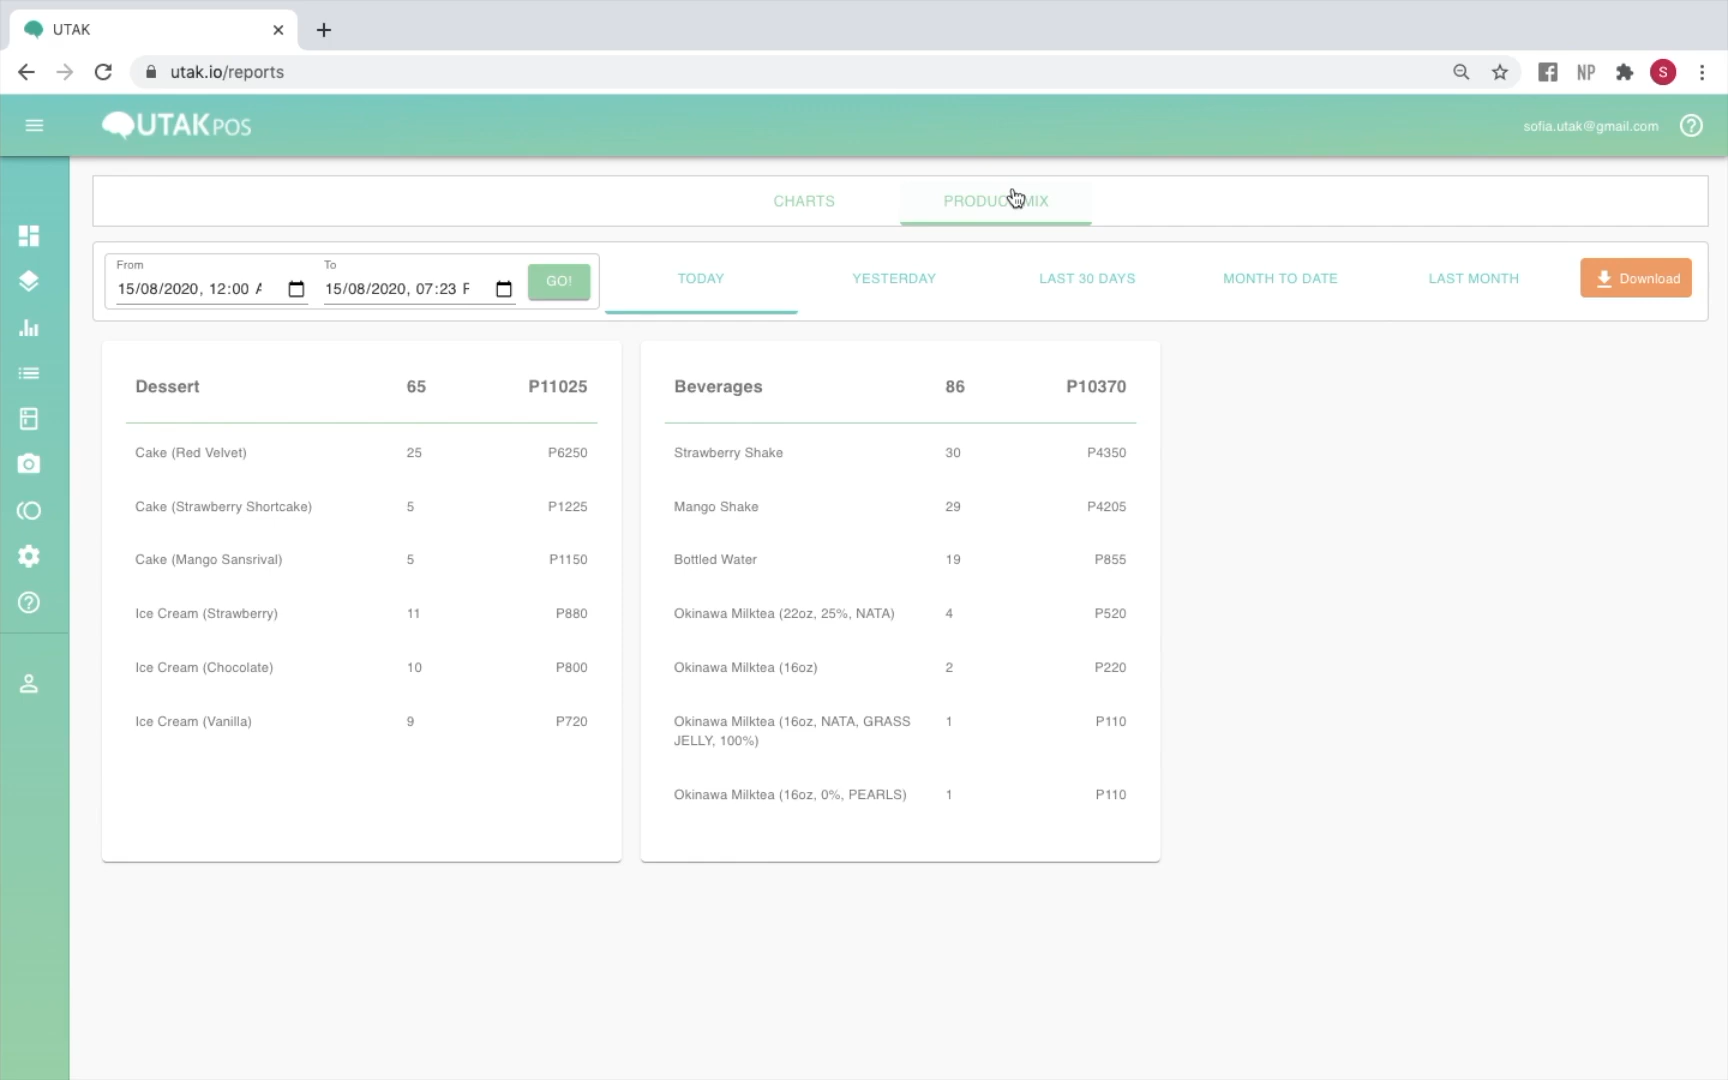 UTAK
utak.io/reports
NP
S
UTAKPOS
sofia.utak@gmail.com
CHARTS
PRODUCT MIX
From
To
15/08/2020, 12:00 A
15/08/2020, 07:23 P
GO!
TODAY
YESTERDAY
LAST 30 DAYS
MONTH TO DATE
LAST MONTH
Download
Dessert 65 P11025
Cake (Red Velvet) 25 P6250
Cake (Strawberry Shortcake) 5 P1225
Cake (Mango Sansrival) 5 P1150
Ice Cream (Strawberry) 11 P880
Ice Cream (Chocolate) 10 P800
Ice Cream (Vanilla) 9 P720
Beverages 86 P10370
Strawberry Shake 30 P4350
Mango Shake 29 P4205
Bottled Water 19 P855
Okinawa Milktea (22oz, 25%, NATA) 4 P520
Okinawa Milktea (16oz) 2 P220
Okinawa Milktea (16oz, NATA, GRASS 1 P110
JELLY, 100%)
Okinawa Milktea (16oz, 0%, PEARLS) 1 P110